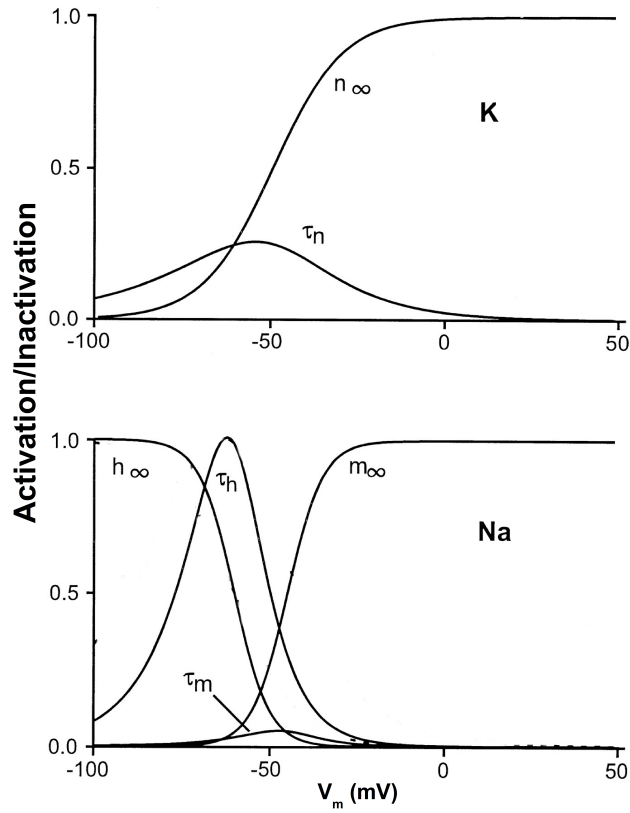 Activation/Inactivation
1.0
n∞
K
0.5
τn
0.0
-100
-50
0
50
1.0
h∞
τh
m∞
Na
0.5
τm
0.0
-100
-50
0
50
Vm (mV)